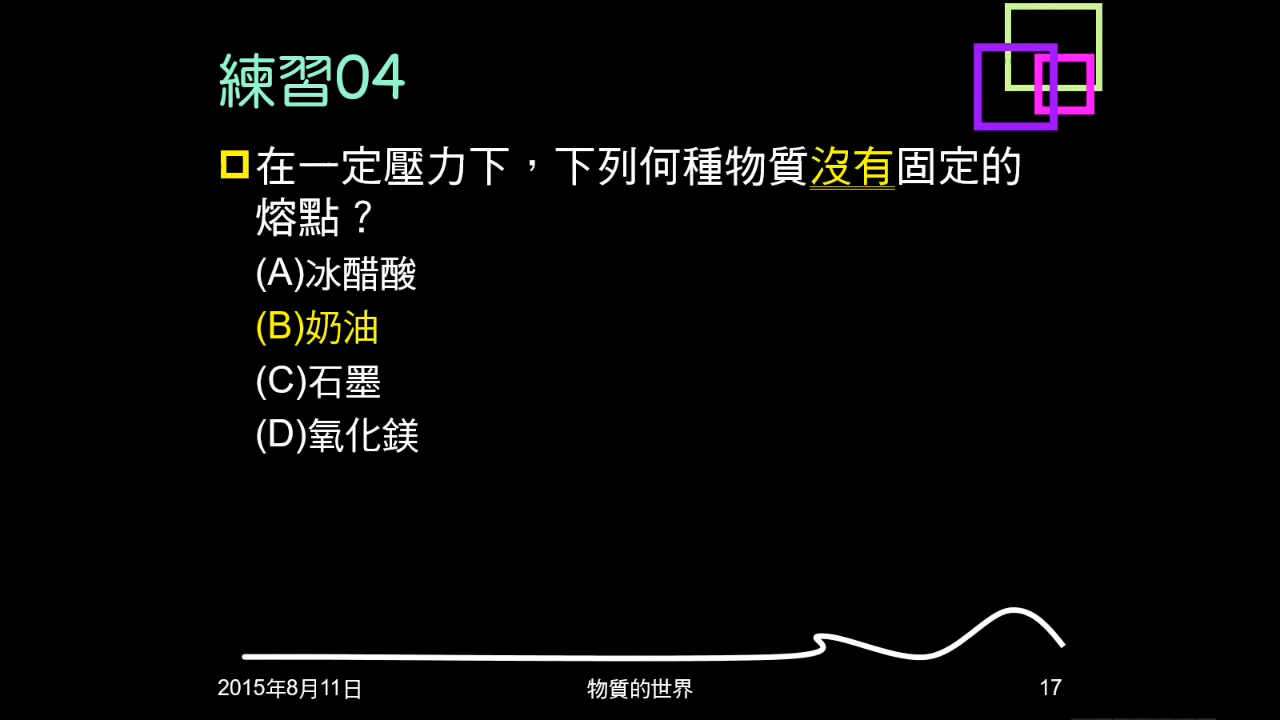 練習04
在一定壓力下，下列何種物質沒有固定的
熔點？
(A)冰醋酸
(B)奶油
(C)石墨
(D)氧化鎂
2015年8月11日
物質的世界
17